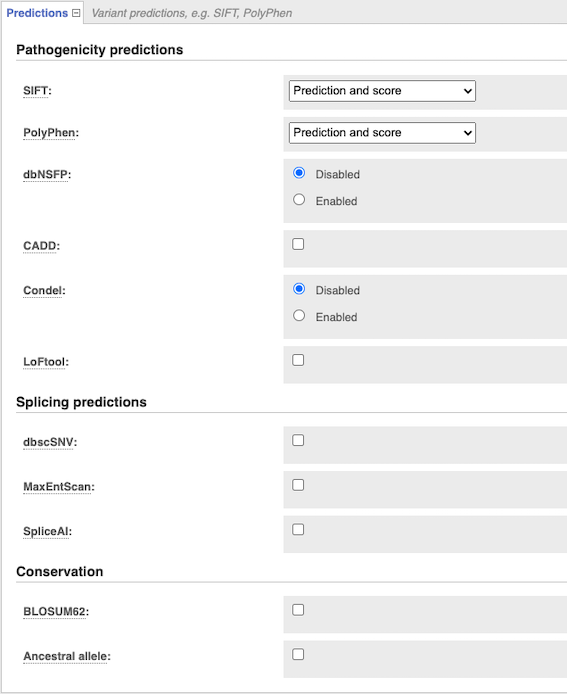 Predictions Variant predictions, e.g. SIFT, PolyPhen
Pathogenicity predictions
SIFT: Prediction and score
PolyPhen: Prediction and score
dbNSFP: Disabled
Enabled
CADD:
Condel: Disabled
Enabled
LoFtool:
Splicing predictions
dbscSNV:
MaxEntScan:
SpliceAI:
Conservation
BLOSUM62:
Ancestral allele: